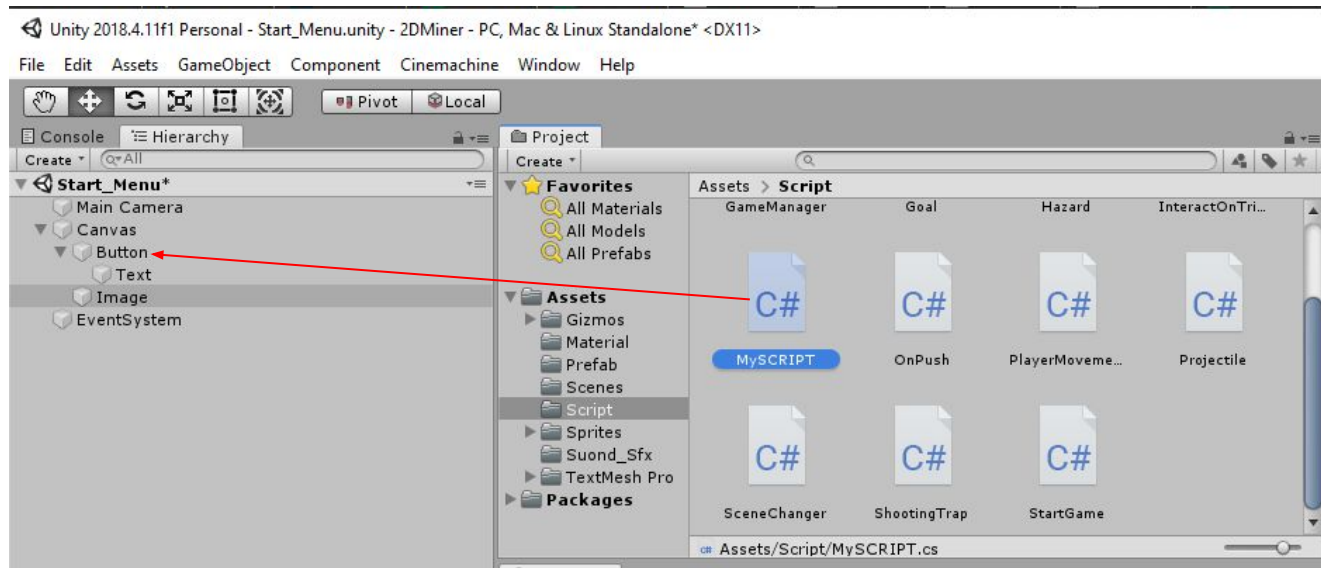 Unity 2018.4.11f1 Personal - Start_Menu.unity - 2DMiner - PC, Mac & Linux Standalone* <DX11>
File Edit Assets GameObject Component Cinemachine Window Help
Pivot Local
Console Hierarchy
Create All
Start_Menu*
Main Camera
Canvas
Button
Text
Image
EventSystem
Project
Create
Favorites
All Materials
All Models
All Prefabs
Assets
Gizmos
Material
Prefab
Scenes
Script
Sprites
Suond_Sfx
TextMesh Pro
Packages
Assets > Script
GameManager Goal Hazard InteractOnTri...
C# C# C# C#
MySCRIPT OnPush PlayerMoveme... Projectile
C# C# C#
SceneChanger ShootingTrap StartGame
C# Assets/Script/MySCRIPT.cs